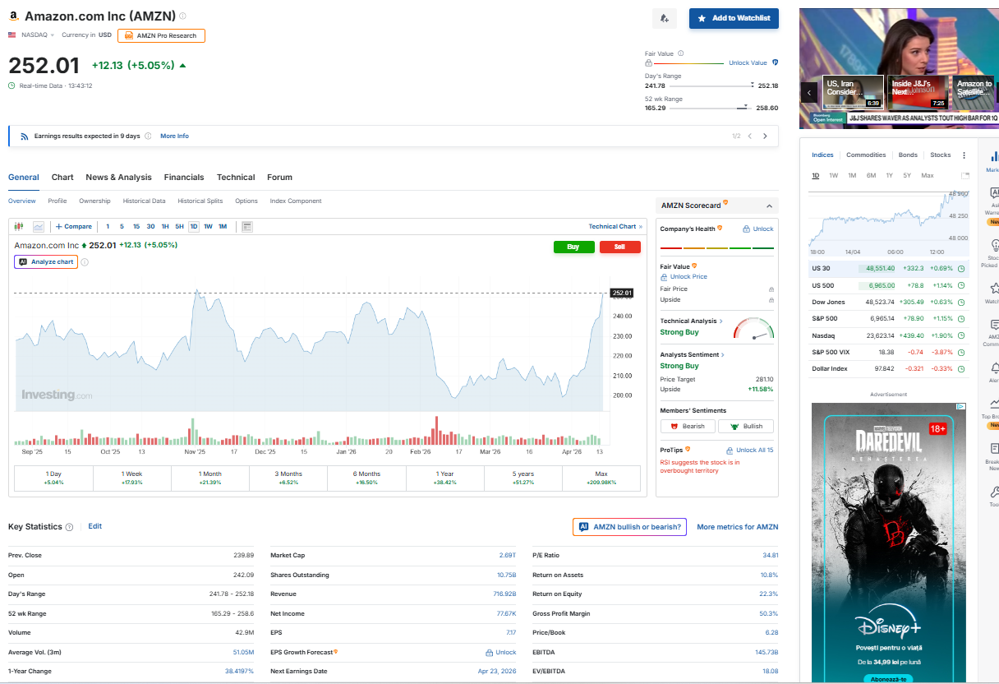 Amazon.com Inc (AMZN)
Add to Watchlist
NASDAQ
Currency in USD
AMZN Pro Research
252.01 +12.13 (+5.05%)
Real-time Data · 13:43:12
Fair Value
Unlock Value
Day's Range
241.78 252.18
52 wk Range
165.29 258.60
Earnings results expected in 9 days More Info
1/2
General Chart News & Analysis Financials Technical Forum
Overview Profile Ownership Historical Data Historical Splits Options Index Component
+ Compare 1 5 15 30 1H 5H 1D 1W 1M
Technical Chart »
Amazon.com Inc 252.01 +12.13 (+5.05%)
Buy Sell
AI Analyze chart
252.01
240.00
230.00
220.00
210.00
200.00
Investing.com
Sep '25 15 Oct '25 13 Nov '25 17 Dec '25 15 Jan '26 20 Feb '26 17 Mar '26 16 Apr '26 13
1 Day 1 Week 1 Month 3 Months 6 Months 1 Year 5 years Max
+5.04% +17.93% +21.39% +6.52% +16.50% +38.42% +51.27% +209.98K%
AMZN Scorecard
Company's Health Unlock
Fair Value
Unlock Price
Fair Price
Upside
Technical Analysis
Strong Buy
Analysts Sentiment
Strong Buy
Price Target 281.10
Upside +11.58%
Members' Sentiments
Bearish Bullish
ProTips Unlock All 15
RSI suggests the stock is in
overbought territory
Key Statistics Edit
AI AMZN bullish or bearish?
More metrics for AMZN
Prev. Close 239.89
Open 242.09
Day's Range 241.78 - 252.18
52 wk Range 165.29 - 258.6
Volume 42.9M
Average Vol. (3m) 51.05M
1-Year Change 38.4197%
Market Cap 2.69T
Shares Outstanding 10.75B
Revenue 716.92B
Net Income 77.67K
EPS 7.17
EPS Growth Forecast Unlock
Next Earnings Date Apr 23, 2026
P/E Ratio 34.81
Return on Assets 10.8%
Return on Equity 22.3%
Gross Profit Margin 50.3%
Price/Book 6.28
EBITDA 145.73B
EV/EBITDA 18.08
US, Iran
Consider...
6:39
Inside J&J's
Next...
7:25
Amazon to
Satellite...
Bloomberg
Open Interest
J&J SHARES WAVER AS ANALYSTS TOUT HIGH BAR FOR 1Q
Indices Commodities Bonds Stocks
1D 1W 1M 6M 1Y 5Y Max
48 500
48 250
48 000
18:00 14/04 06:00 12:00
US 30 48,551.40 +332.3 +0.69%
US 500 6,965.00 +78.8 +1.14%
Dow Jones 48,523.74 +305.49 +0.63%
S&P 500 6,965.14 +78.90 +1.15%
Nasdaq 23,623.14 +439.40 +1.90%
S&P 500 VIX 18.38 -0.74 -3.87%
Dollar Index 97.842 -0.321 -0.33%
Advertisement
18+
MARVEL TELEVISION
DAREDEVIL
Disney+
Povești pentru o viață
De la 34,99 lei pe lună
Abonează-te